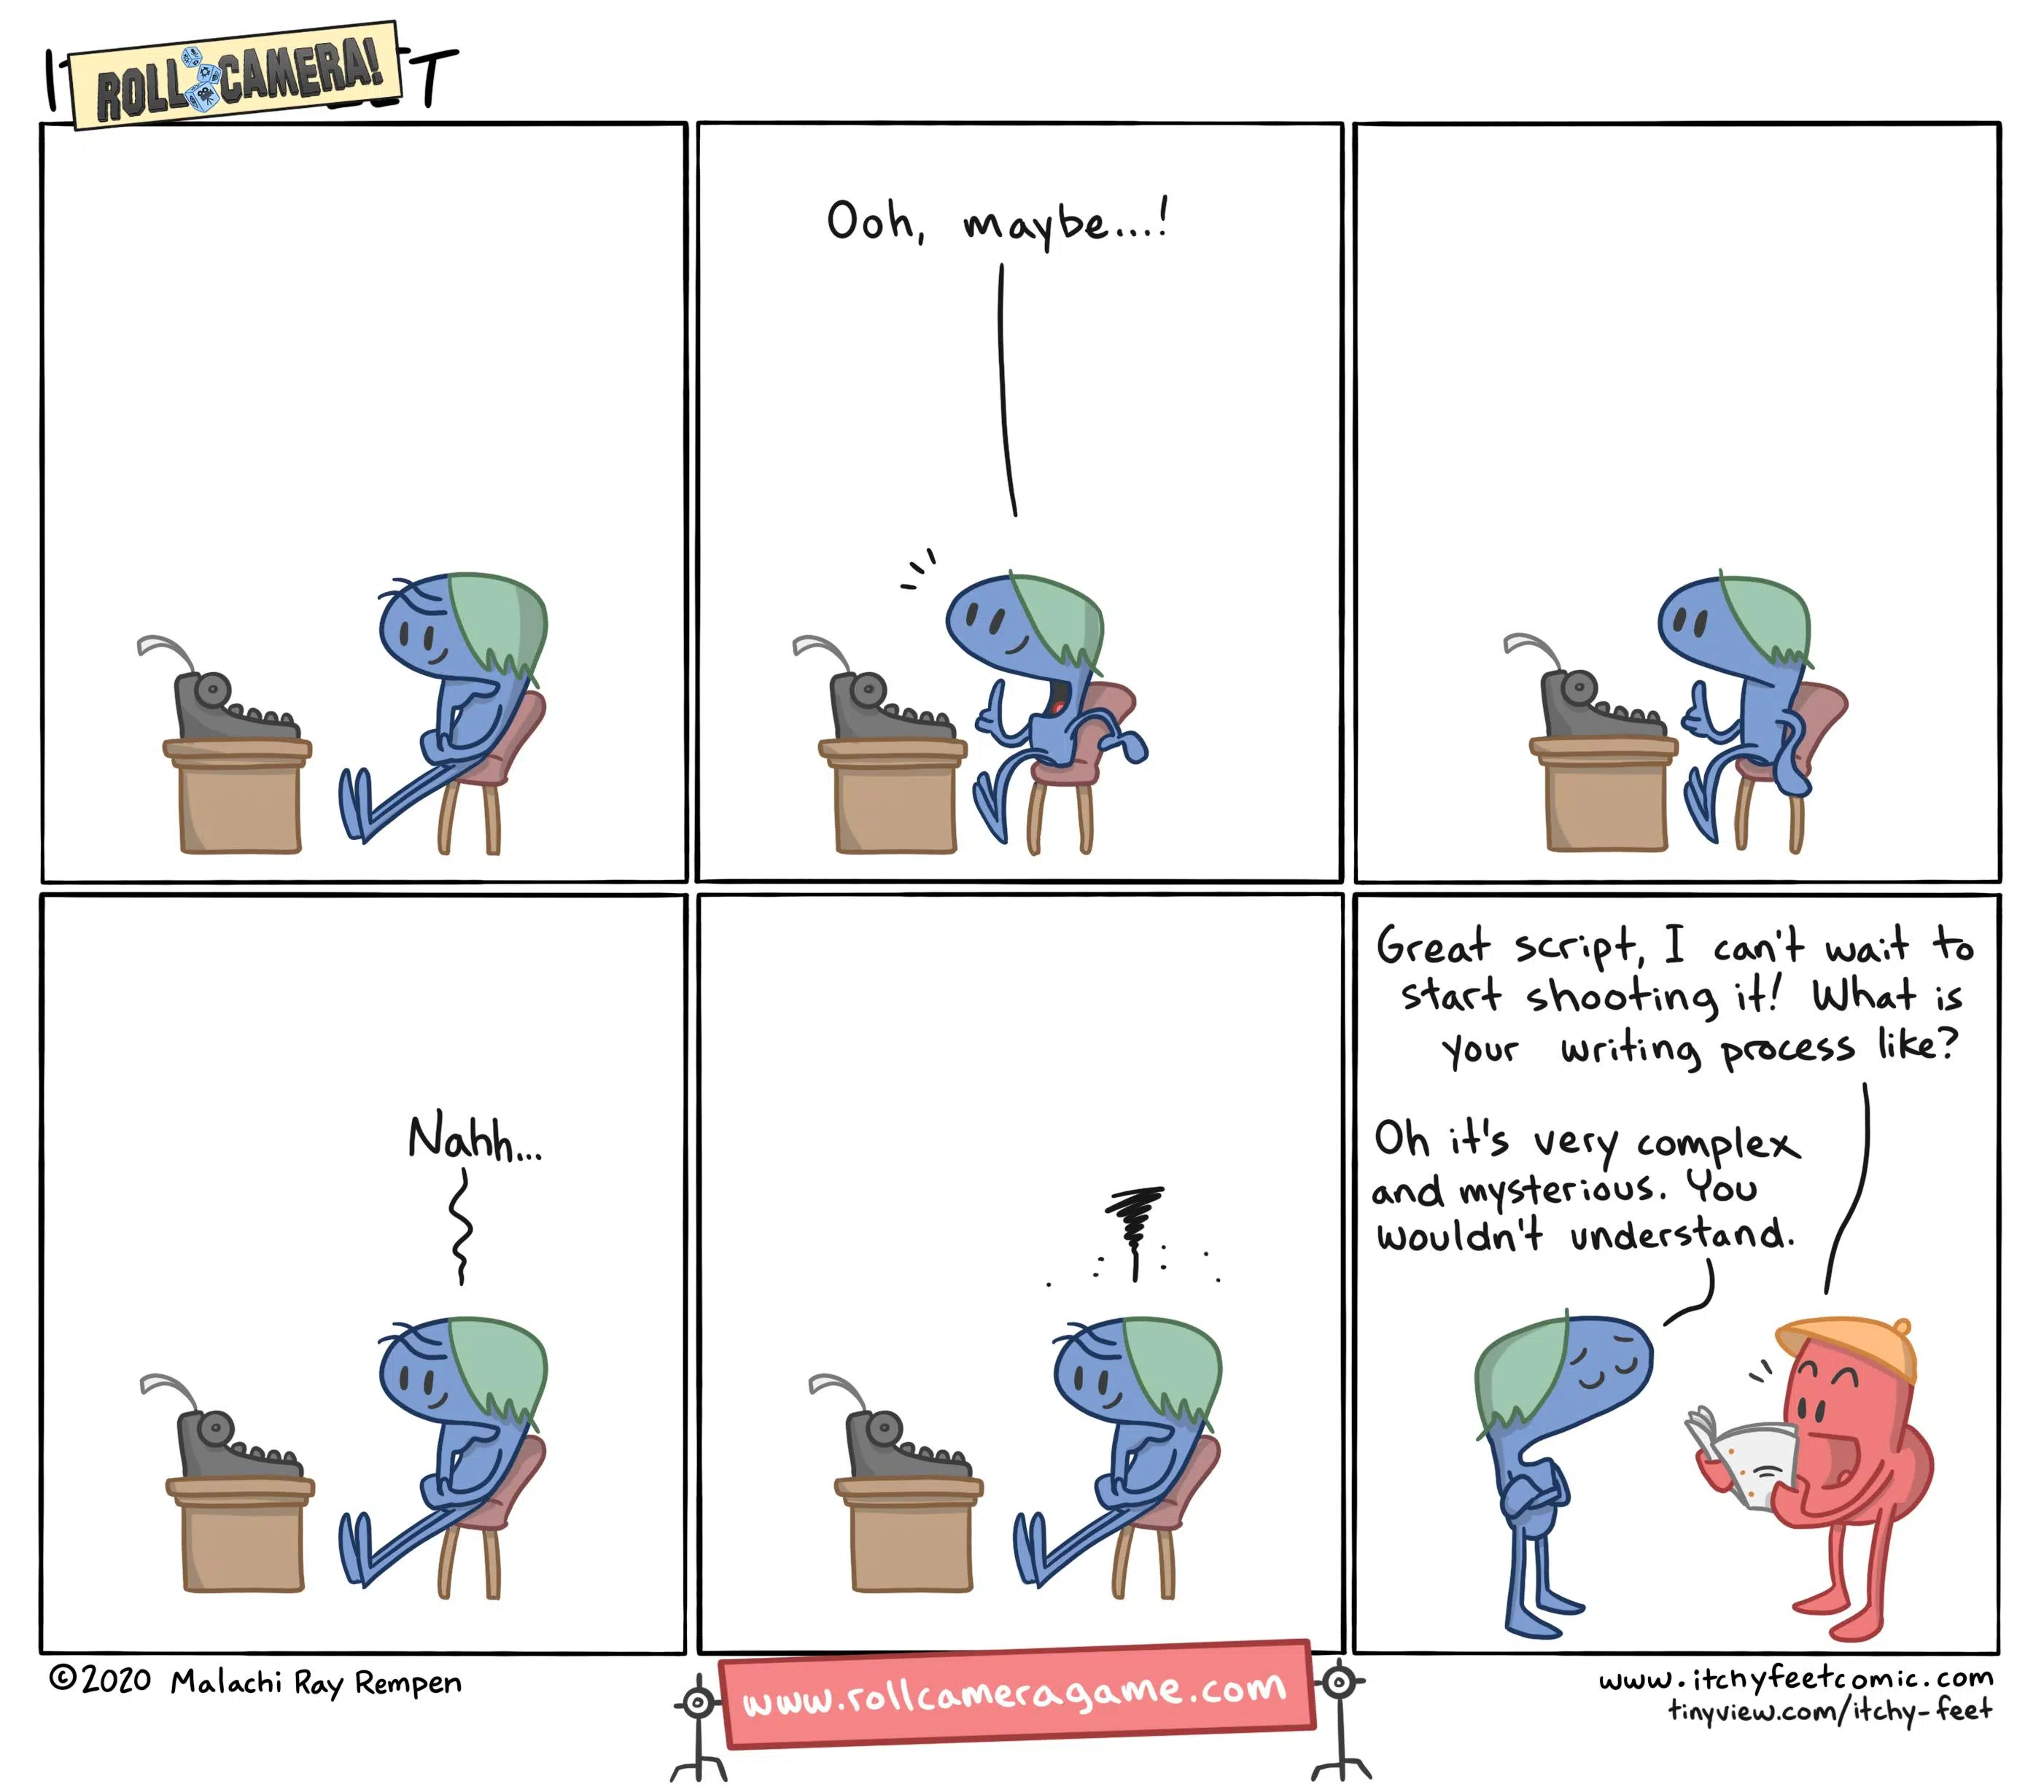 ROLL CAMERA!
Ooh, maybe...!
Nahh...
Great script, I can't wait to
start shooting it! What is
your writing process like?
Oh it's very complex
and mysterious. You
wouldn't understand.
©2020 Malachi Ray Rempen
www.rollcameragame.com
www.itchyfeetcomic.com
tinyview.com/itchy-feet